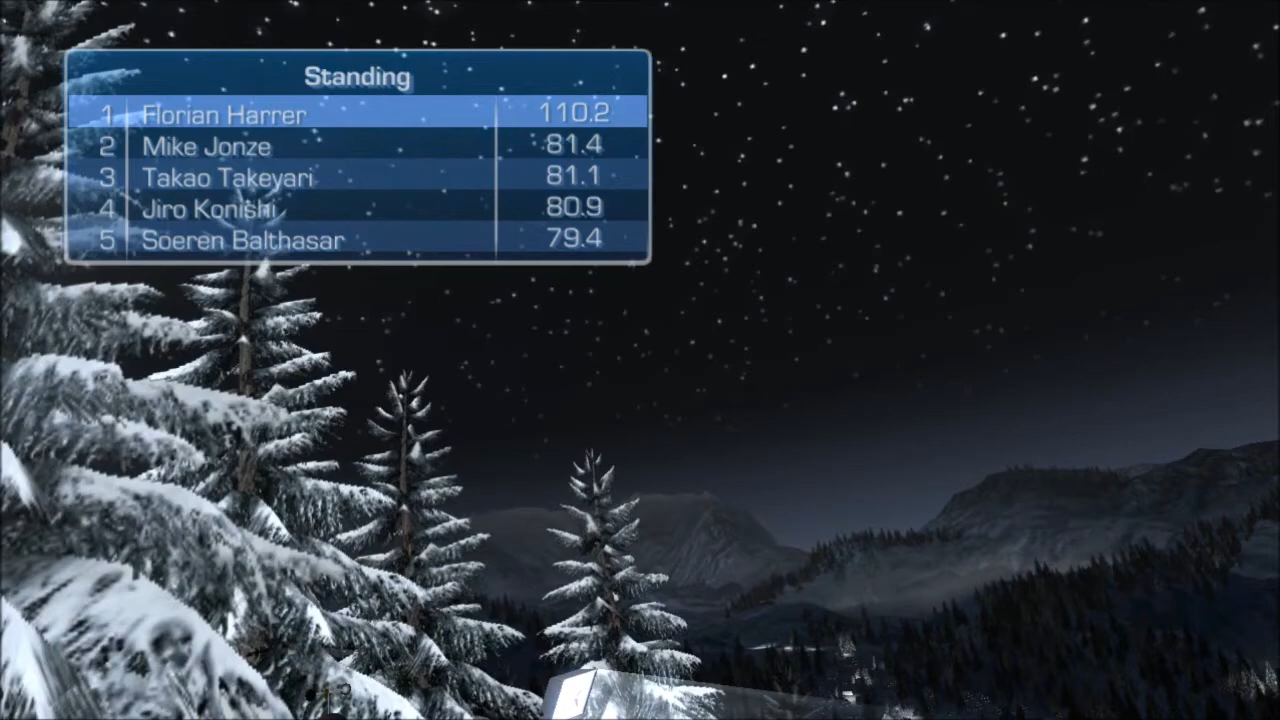 Standing
1 Florian Harrer 110.2
2 Mike Jonze 81.4
3 Takao Takeyari 81.1
4 Jiro Konishi 80.9
5 Soeren Balthasar 79.4